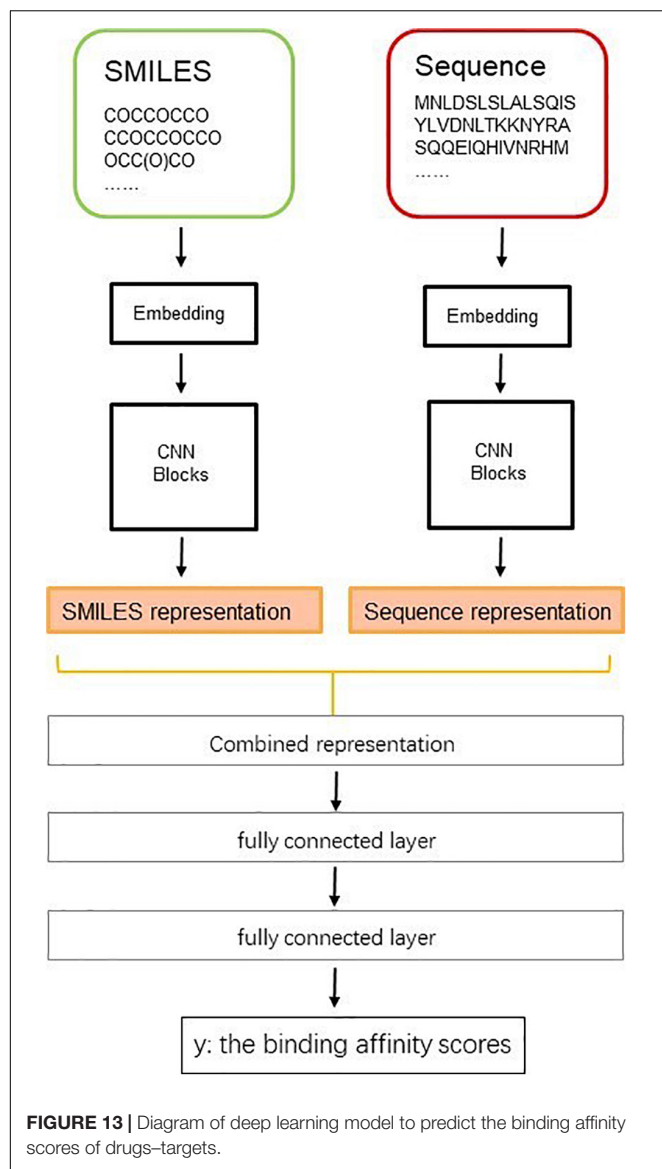 SMILES
COCCOCCO
CCOCCOCCO
OCC(O)CO
......
Sequence
MNLDSLSLALSQIS
YLVDNLTKKNYRA
SQQEIQHIVNRHM
......
Embedding
Embedding
CNN
Blocks
CNN
Blocks
SMILES representation
Sequence representation
Combined representation
fully connected layer
fully connected layer
y: the binding affinity scores
FIGURE 13 | Diagram of deep learning model to predict the binding affinity
scores of drugs–targets.